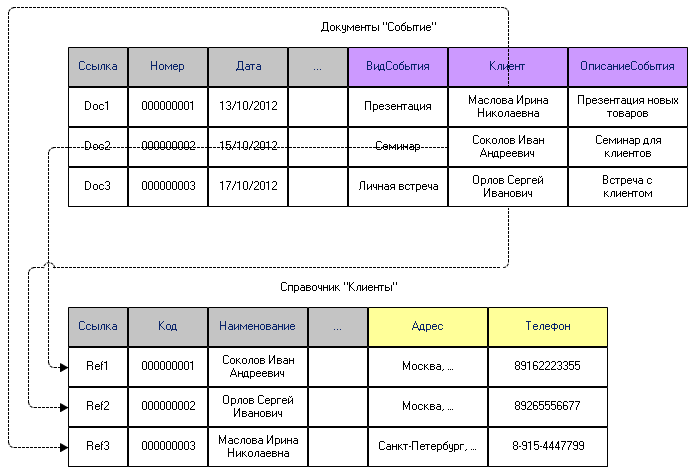 Документы "Событие"
Ссылка Номер Дата ... ВидСобытия Клиент ОписаниеСобытия
Doc1 000000001 13/10/2012 Презентация Маслова Ирина Николаевна Презентация новых товаров
Doc2 000000002 15/10/2012 Семинар Соколов Иван Андреевич Семинар для клиентов
Doc3 000000003 17/10/2012 Личная встреча Орлов Сергей Иванович Встреча с клиентом
Справочник "Клиенты"
Ссылка Код Наименование ... Адрес Телефон
Ref1 000000001 Соколов Иван Андреевич Москва, ... 89162223355
Ref2 000000002 Орлов Сергей Иванович Москва, ... 89265556677
Ref3 000000003 Маслова Ирина Николаевна Санкт-Петербург, ... 8-915-4447799